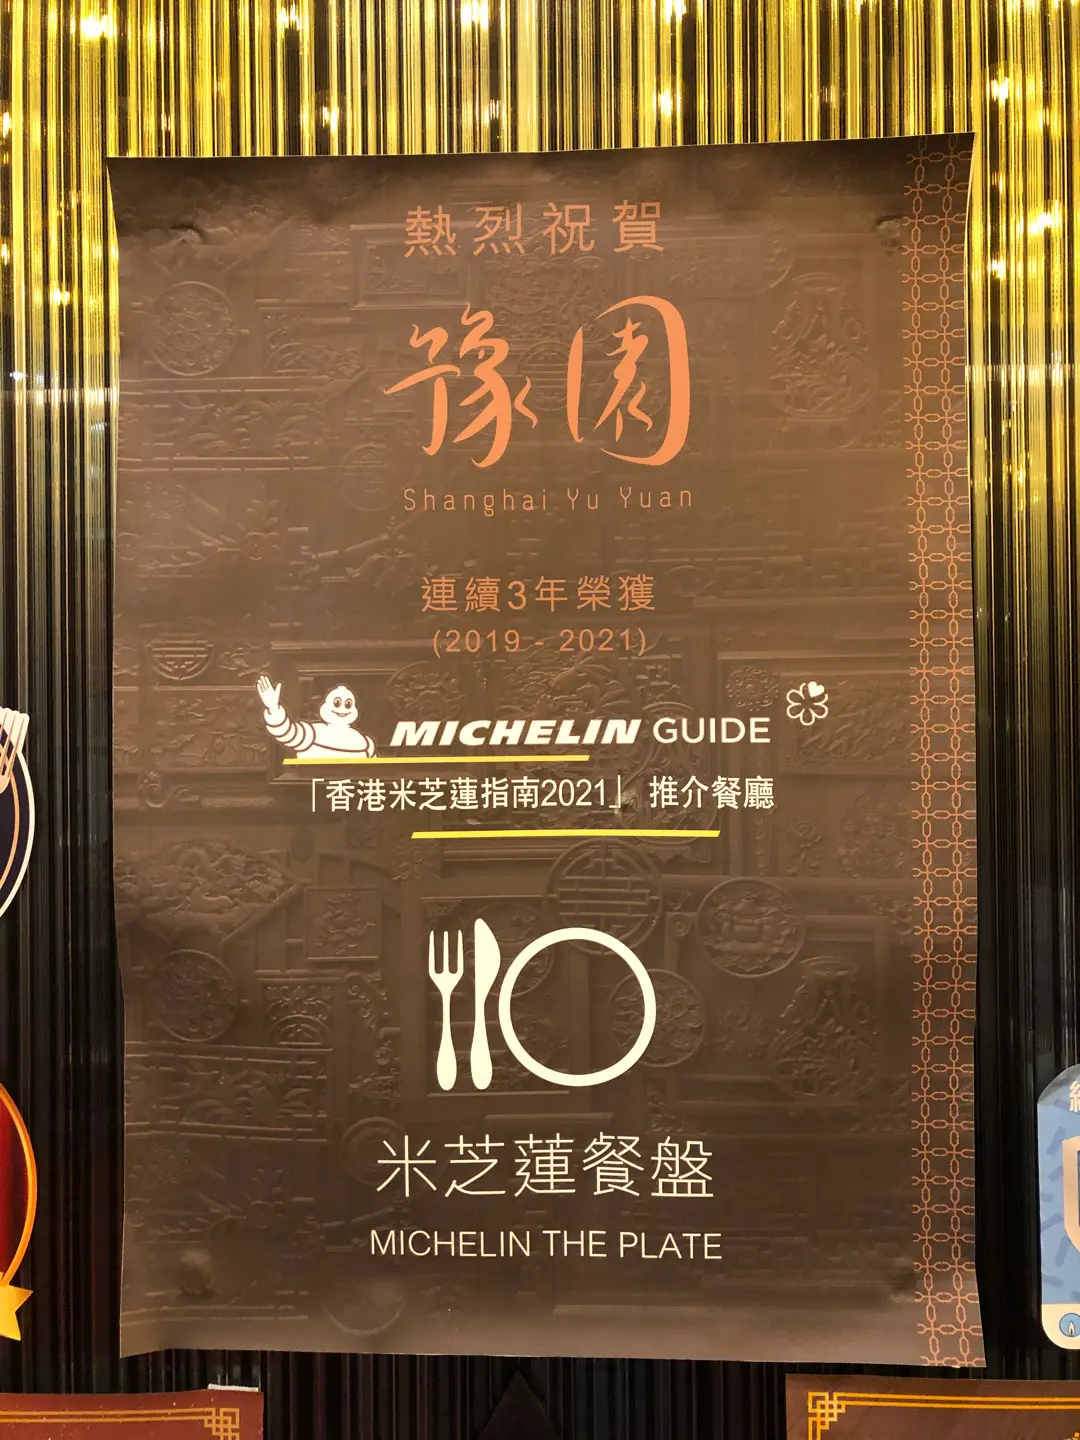 熱烈祝賀
豫園
Shanghai Yu Yuan
連續3年榮獲
(2019 - 2021)
MICHELIN GUIDE
「香港米芝蓮指南2021」 推介餐廳
米芝蓮餐盤
MICHELIN THE PLATE